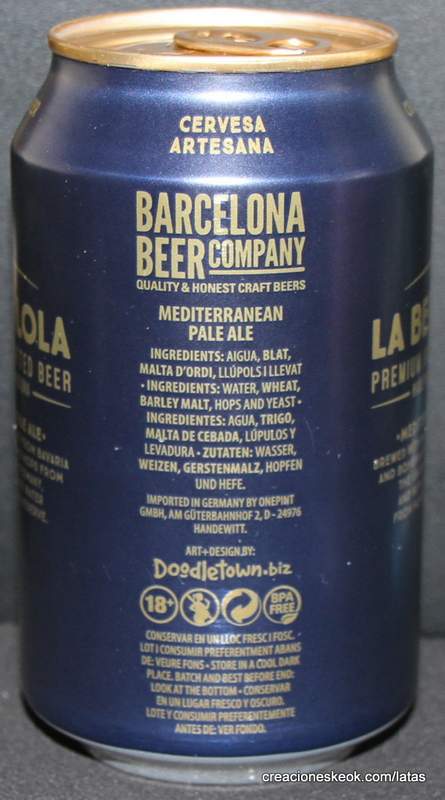 CERVESA
ARTESANA
BARCELONA
BEER COMPANY
QUALITY & HONEST CRAFT BEERS
MEDITERRANEAN
PALE ALE
INGREDIENTS: AIGUA, BLAT,
MALTA D'ORDI, LLÚPOLS I LLEVAT
• INGREDIENTS: WATER, WHEAT,
BARLEY MALT, HOPS AND YEAST •
INGREDIENTES: AGUA, TRIGO,
MALTA DE CEBADA, LÚPULOS Y
LEVADURA • ZUTATEN: WASSER,
WEIZEN, GERSTENMALZ, HOPFEN
UND HEFE.
IMPORTED IN GERMANY BY ONEPINT
GMBH, AM GÜTERBAHNHOF 2, D - 24976
HANDEWITT.
ART+DESIGN BY:
Doodletown.biz
18+
BPA
FREE
CONSERVAR EN UN LLOC FRESC I FOSC.
LOT I CONSUMIR PREFERENTMENT ABANS
DE: VEURE FONS • STORE IN A COOL DARK
PLACE. BATCH AND BEST BEFORE END:
LOOK AT THE BOTTOM • CONSERVAR
EN UN LUGAR FRESCO Y OSCURO.
LOTE Y CONSUMIR PREFERENTEMENTE
ANTES DE: VER FONDO.
LOLA
TED BEER
ALE •
BAVARIA
FROM
LA BE
PREMIUM
BREWED
creacioneskeok.com/latas